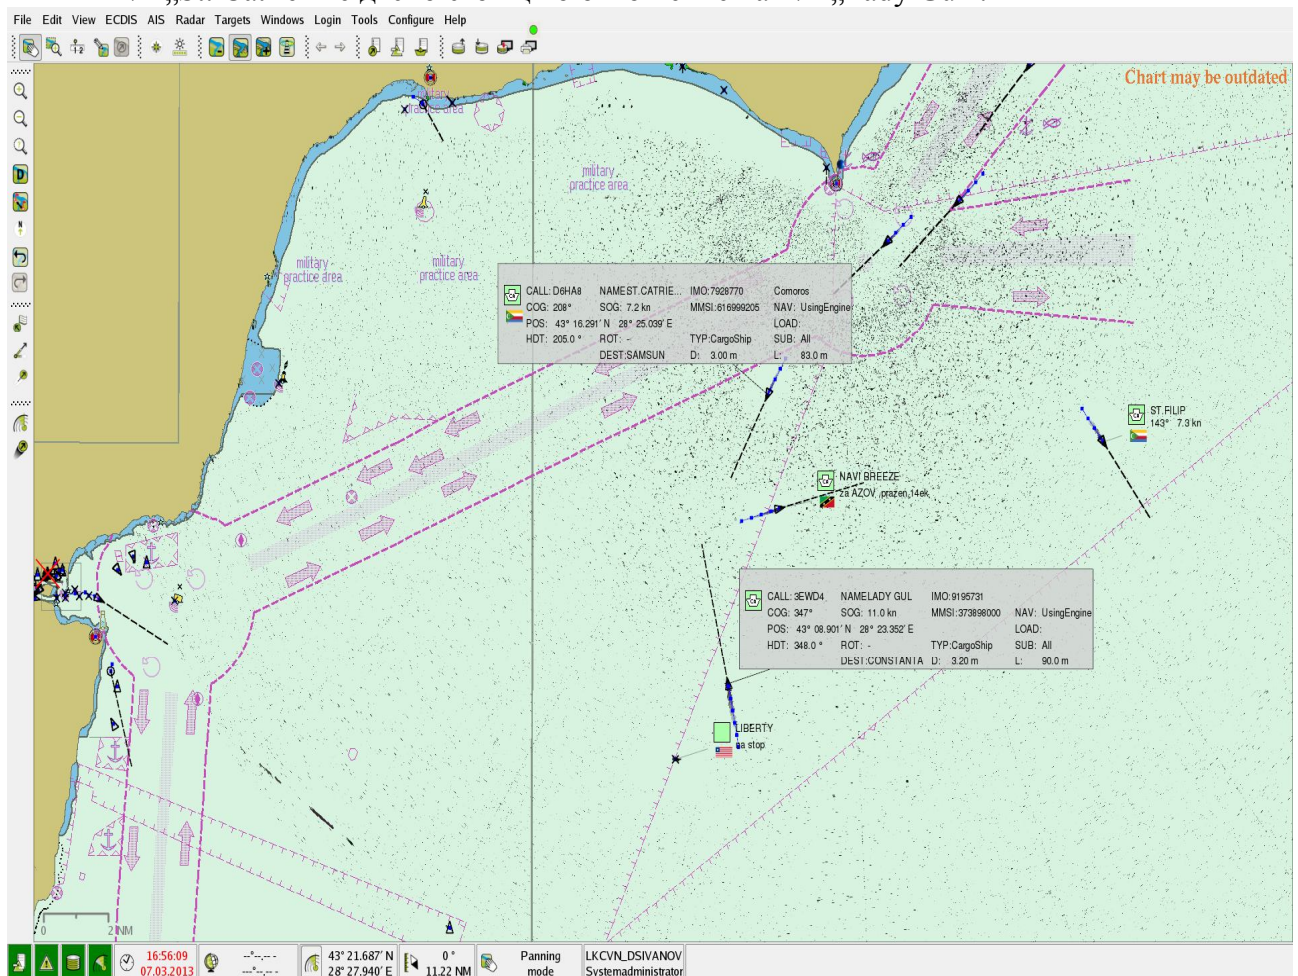 File Edit View ECDIS AIS Radar Targets Windows Login Tools Configure Help
Chart may be outdated
military
practice area
military
practice area
military
practice area
military
practice area
CALL: D6HA8 NAMEST.CATRIE... IMO:7928770 Comoros
COG: 208° SOG: 7.2 kn MMSI:616999205 NAV: UsingEngine
POS: 43° 16.291' N 28° 25.039' E LOAD:
HDT: 205.0 ° ROT: - TYP:CargoShip SUB: All
DEST:SAMSUN D: 3.00 m L: 83.0 m
ST.FILIP
143° 7.3 kn
NAVI BREEZE
za AZOV ,prazen,14ek
CALL: 3EWD4 NAMELADY GUL IMO:9195731
COG: 347° SOG: 11.0 kn MMSI:373898000 NAV: UsingEngine
POS: 43° 08.901' N 28° 23.352' E LOAD:
HDT: 348.0 ° ROT: - TYP:CargoShip SUB: All
DEST:CONSTANTA D: 3.20 m L: 90.0 m
LIBERTY
na stop
0 2 NM
16:56:09
07.03.2013
--°--.-- -
---°--.-- -
43° 21.687' N
28° 27.940' E
0 °
11.22 NM
Panning
mode
LKCVN_DSIVANOV
Systemadministrator